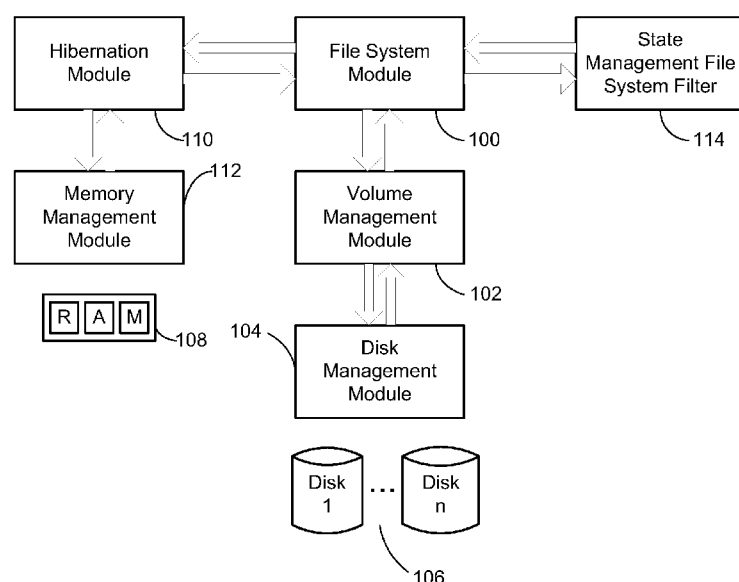 Hibernation
Module
File System
Module
State
Management File
System Filter
110
100
114
112
Memory
Management
Module
Volume
Management
Module
102
R A M
108
104
Disk
Management
Module
Disk
1
...
Disk
n
106